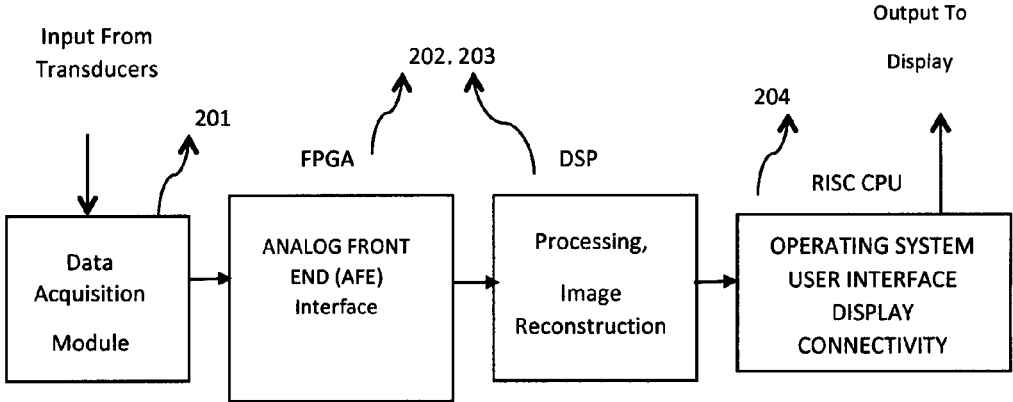 Input From
Transducers
Output To
Display
201
202, 203
204
FPGA
DSP
RISC CPU
Data
Acquisition
Module
ANALOG FRONT
END (AFE)
Interface
Processing,
Image
Reconstruction
OPERATING SYSTEM
USER INTERFACE
DISPLAY
CONNECTIVITY